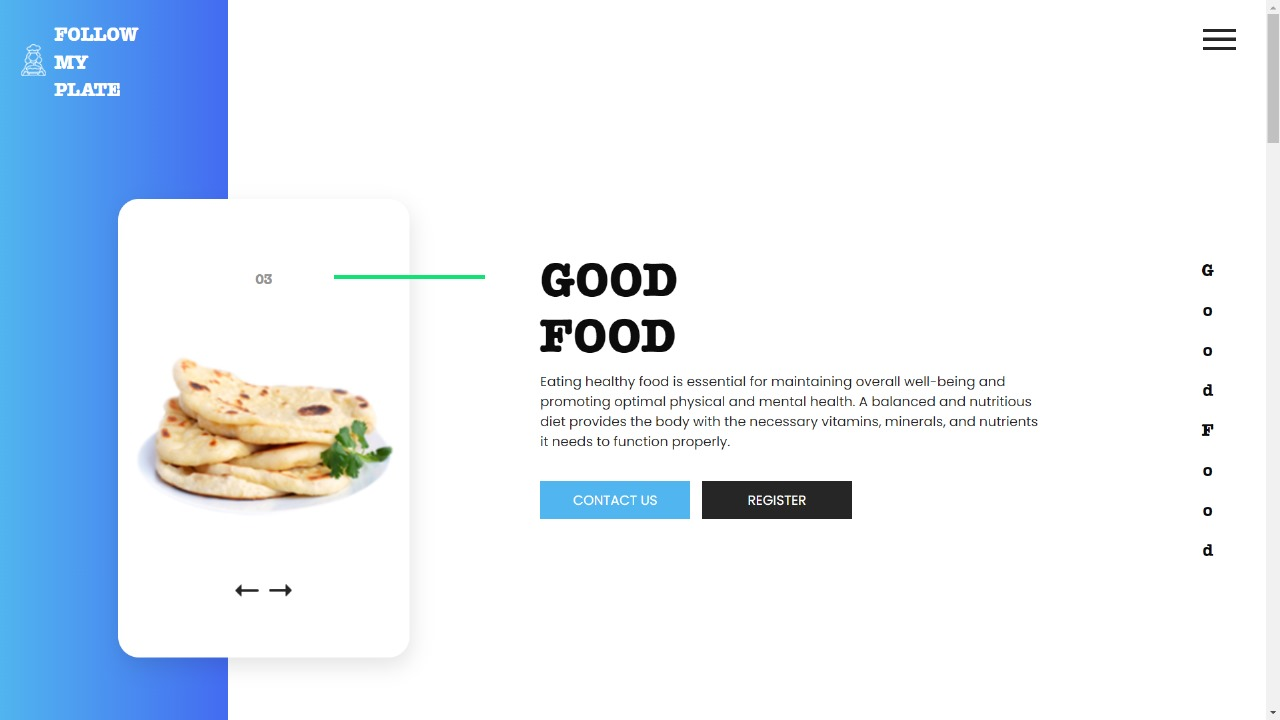 FOLLOW
MY
PLATE
03
GOOD
FOOD
Eating healthy food is essential for maintaining overall well-being and
promoting optimal physical and mental health. A balanced and nutritious
diet provides the body with the necessary vitamins, minerals, and nutrients
it needs to function properly.
CONTACT US
REGISTER
G
o
o
d
F
o
o
d